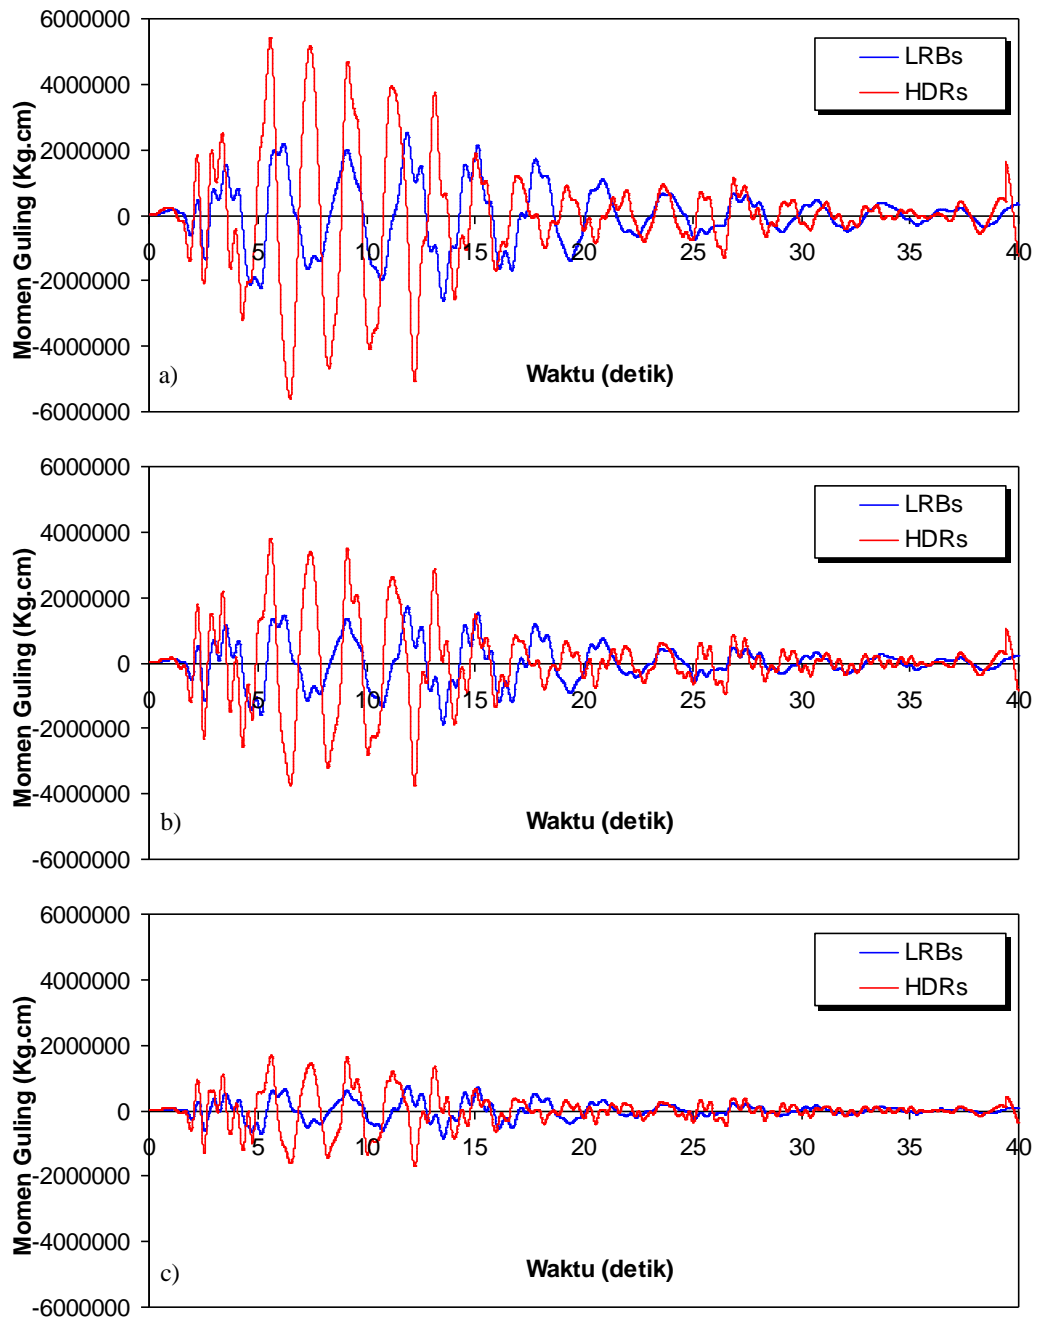 6000000
4000000
2000000
0
-2000000
-4000000
-6000000
Momen Guling (Kg.cm)
LRBs
HDRs
0 5 10 15 20 25 30 35 40
Waktu (detik)
a)
6000000
4000000
2000000
0
-2000000
-4000000
-6000000
Momen Guling (Kg.cm)
LRBs
HDRs
0 5 10 15 20 25 30 35 40
Waktu (detik)
b)
6000000
4000000
2000000
0
-2000000
-4000000
-6000000
Momen Guling (Kg.cm)
LRBs
HDRs
0 5 10 15 20 25 30 35 40
Waktu (detik)
c)